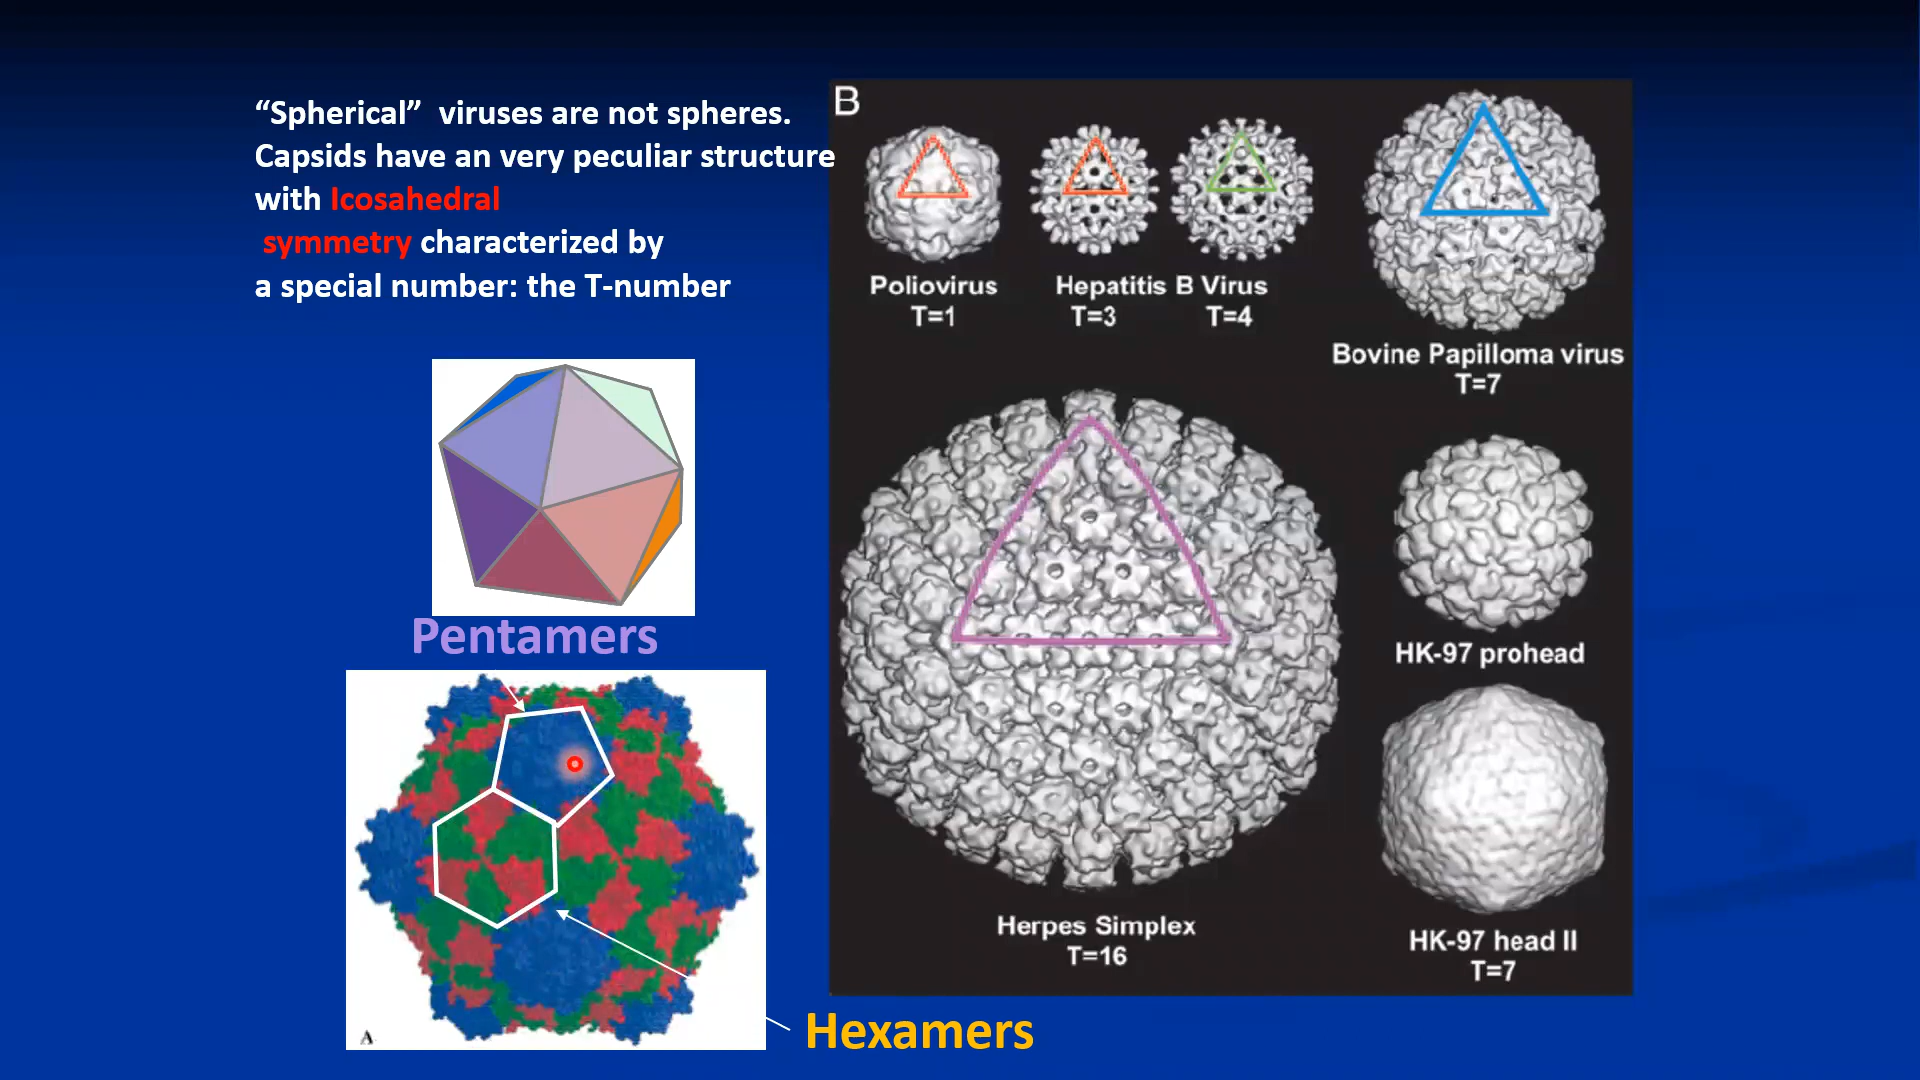 “Spherical” viruses are not spheres.
Capsids have an very peculiar structure
with Icosahedral
symmetry characterized by
a special number: the T-number
Pentamers
A
Hexamers
B
Poliovirus
T=1
Hepatitis B Virus
T=3 T=4
Bovine Papilloma virus
T=7
Herpes Simplex
T=16
HK-97 prohead
HK-97 head II
T=7